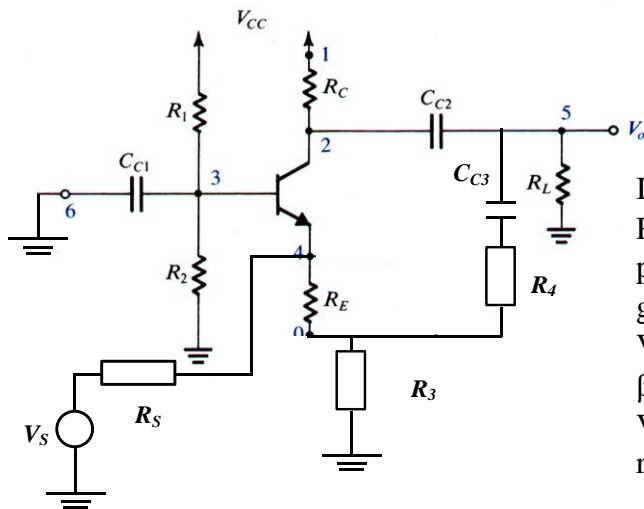 V_CC
1
R_1
R_C
C_C2
5
V_o
2
C_C1
3
C_C3
R_L
6
4
R_2
R_4
R_E
0
R_3
R_S
V_S